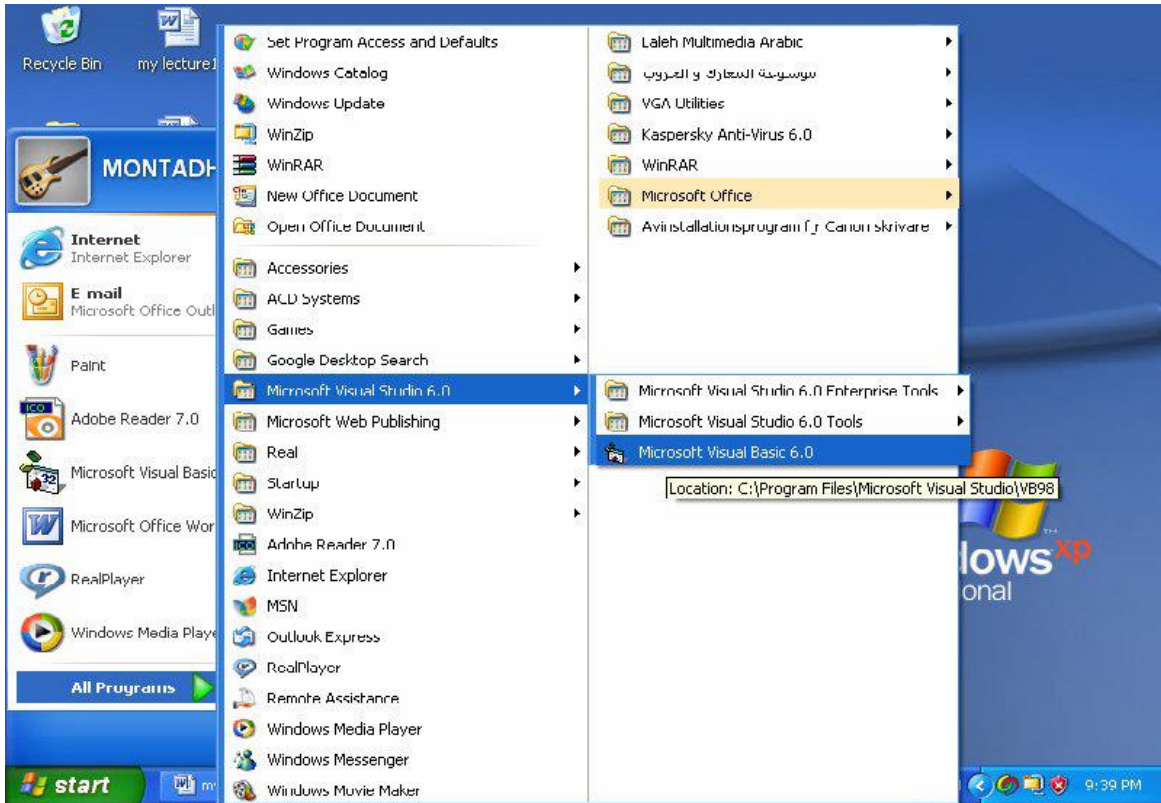 Recycle Bin
my lecture1
MONTADH
Internet
Internet Explorer
E mail
Microsoft Office Outl
Paint
Adobe Reader 7.0
Microsoft Visual Basic
Microsoft Office Wor
RealPlayer
Windows Media Playe
All Programs
start
Set Program Access and Defaults
Windows Catalog
Windows Update
WinZip
WinRAR
New Office Document
Open Office Document
Accessories
ACD Systems
Games
Google Desktop Search
Microsoft Visual Studio 6.0
Microsoft Web Publishing
Real
Startup
WinZip
Adobe Reader 7.0
Internet Explorer
MSN
Outlook Express
RealPlayer
Remote Assistance
Windows Media Player
Windows Messenger
Windows Movie Maker
Laleh Multimedia Arabic
موسوعة المعارك و الحروب
VGA Utilities
Kaspersky Anti-Virus 6.0
WinRAR
Microsoft Office
Avinstallationsprogram f r Canon skrivare
Microsoft Visual Studio 6.0 Enterprise Tools
Microsoft Visual Studio 6.0 Tools
Microsoft Visual Basic 6.0
Location: C:\Program Files\Microsoft Visual Studio\VB98
dows xp
onal
9:39 PM